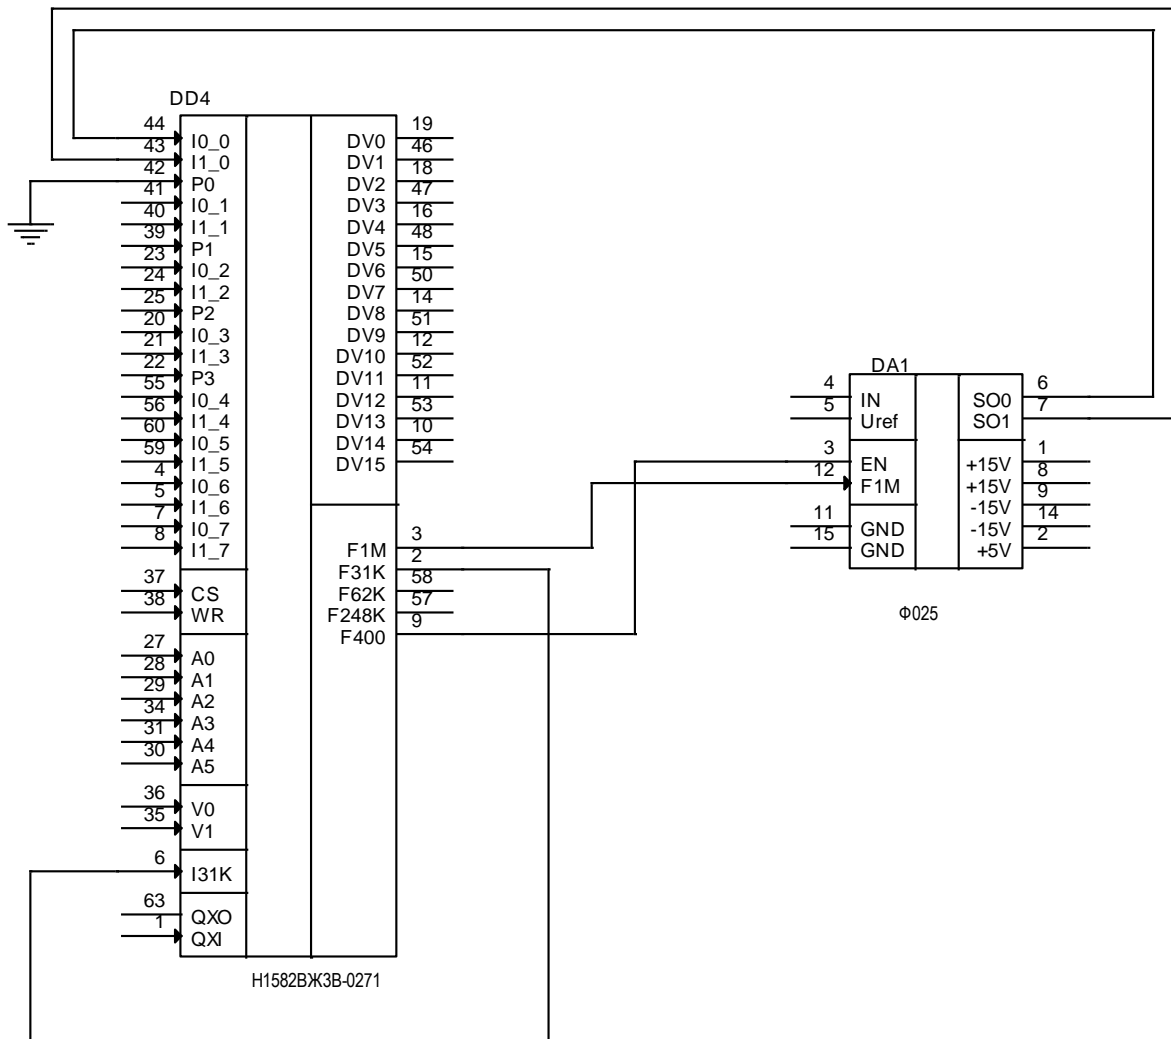 DD4
44 I0_0 DV0 19
43 I1_0 DV1 46
42 P0 DV2 18
41 I0_1 DV3 47
40 I1_1 DV4 16
39 P1 DV5 48
23 I0_2 DV6 15
24 I1_2 DV7 50
25 P2 DV8 14
20 I0_3 DV9 51
21 I1_3 DV10 12
22 P3 DV11 52
55 I0_4 DV12 11
56 I1_4 DV13 53
60 I0_5 DV14 10
59 I1_5 DV15 54
4 I0_6
5 I1_6
7 I0_7
8 I1_7 F1M 3
F31K 2
37 CS F62K 58
38 WR F248K 57
F400 9
27 A0
28 A1
29 A2
34 A3
31 A4
30 A5
36 V0
35 V1
6 I31K
63 QXO
1 QXI
Н1582ВЖ3В-0271
DA1
4 IN SO0 6
5 Uref SO1 7
3 EN +15V 1
12 F1M +15V 8
-15V 9
11 GND -15V 14
15 GND +5V 2
Ф025